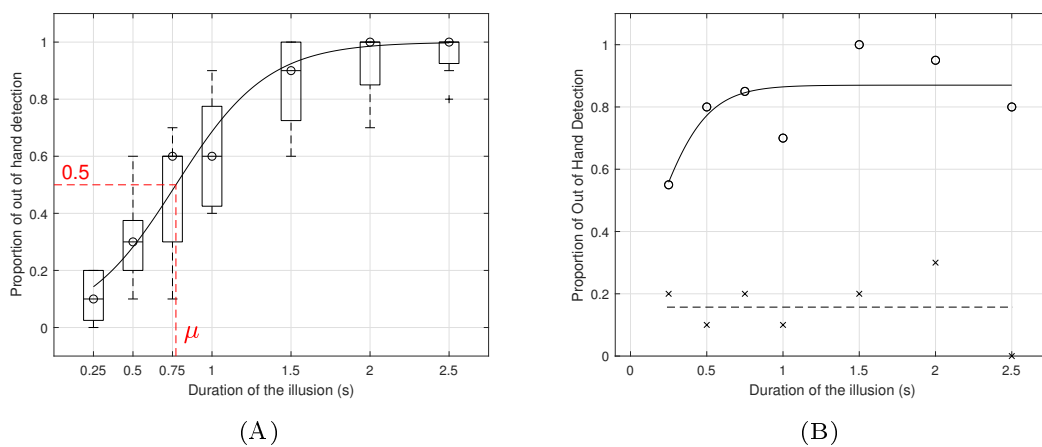 Proportion of out of hand detection
1
0.8
0.6
0.4
0.2
0
0.5
μ
0.25 0.5 0.75 1 1.5 2 2.5
Duration of the illusion (s)
(A)
Proportion of Out of Hand Detection
1
0.8
0.6
0.4
0.2
0
0 0.5 1 1.5 2 2.5
Duration of the illusion (s)
(B)